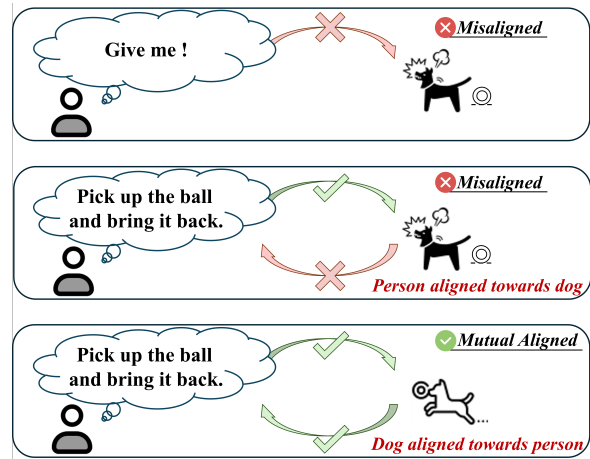 Give me !
Misaligned
Pick up the ball
and bring it back.
Misaligned
Person aligned towards dog
Pick up the ball
and bring it back.
Mutual Aligned
...
Dog aligned towards person